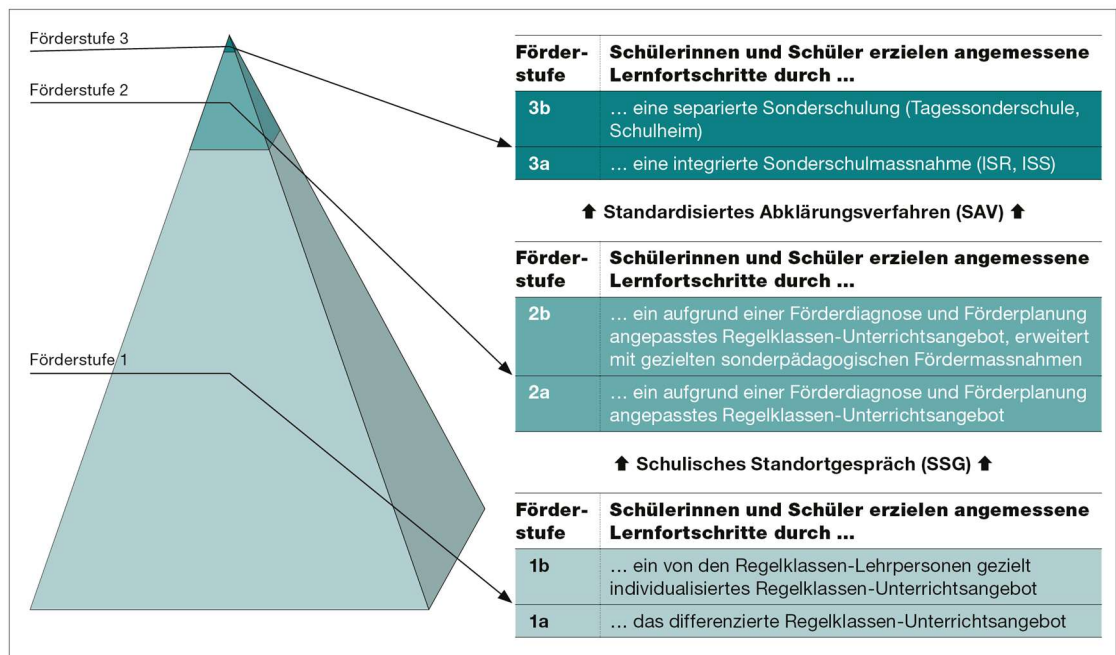 Förderstufe 3
Förderstufe 2
Förderstufe 1
Förder-
stufe
Schülerinnen und Schüler erzielen angemessene
Lernfortschritte durch ...
3b
... eine separierte Sonderschulung (Tagessonderschule,
Schulheim)
3a
... eine integrierte Sonderschulmassnahme (ISR, ISS)
⬆ Standardisiertes Abklärungsverfahren (SAV) ⬆
Förder-
stufe
Schülerinnen und Schüler erzielen angemessene
Lernfortschritte durch ...
2b
... ein aufgrund einer Förderdiagnose und Förderplanung
angepasstes Regelklassen-Unterrichtsangebot, erweitert
mit gezielten sonderpädagogischen Fördermassnahmen
2a
... ein aufgrund einer Förderdiagnose und Förderplanung
angepasstes Regelklassen-Unterrichtsangebot
⬆ Schulisches Standortgespräch (SSG) ⬆
Förder-
stufe
Schülerinnen und Schüler erzielen angemessene
Lernfortschritte durch ...
1b
... ein von den Regelklassen-Lehrpersonen gezielt
individualisiertes Regelklassen-Unterrichtsangebot
1a
... das differenzierte Regelklassen-Unterrichtsangebot